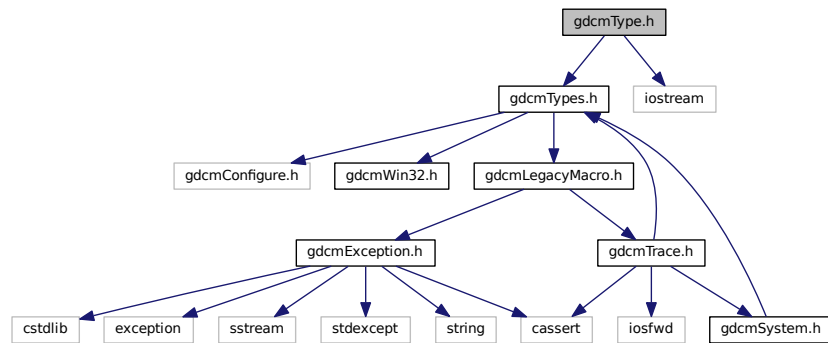 gdcmType.h
gdcmTypes.h
iostream
gdcmConfigure.h
gdcmWin32.h
gdcmLegacyMacro.h
gdcmException.h
gdcmTrace.h
cstdlib
exception
sstream
stdexcept
string
cassert
iosfwd
gdcmSystem.h